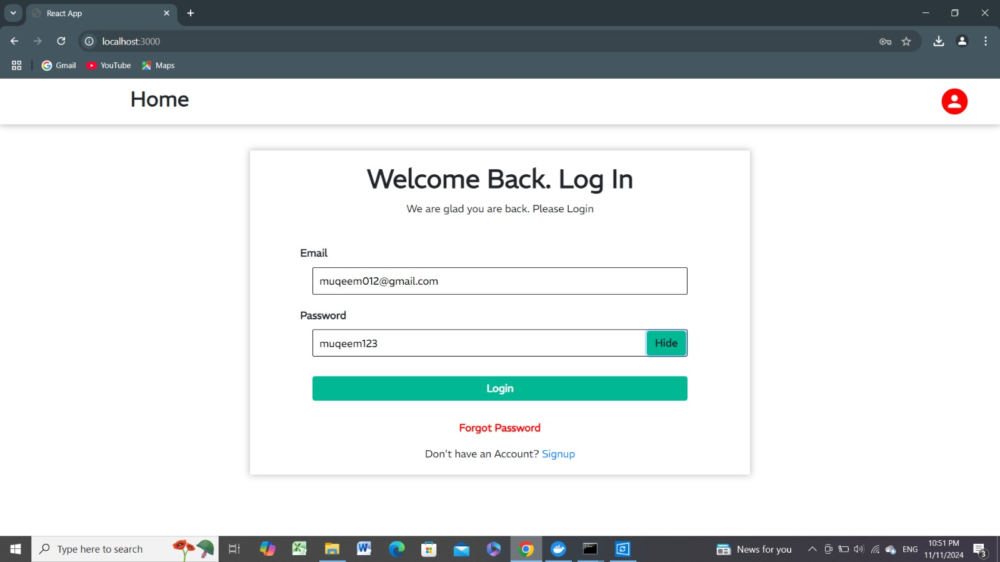 React App
localhost:3000
Gmail YouTube Maps
Home
Welcome Back. Log In
We are glad you are back. Please Login
Email
muqeem012@gmail.com
Password
muqeem123 Hide
Login
Forgot Password
Don't have an Account? Signup
Type here to search
News for you
ENG
10:51 PM
11/11/2024
3